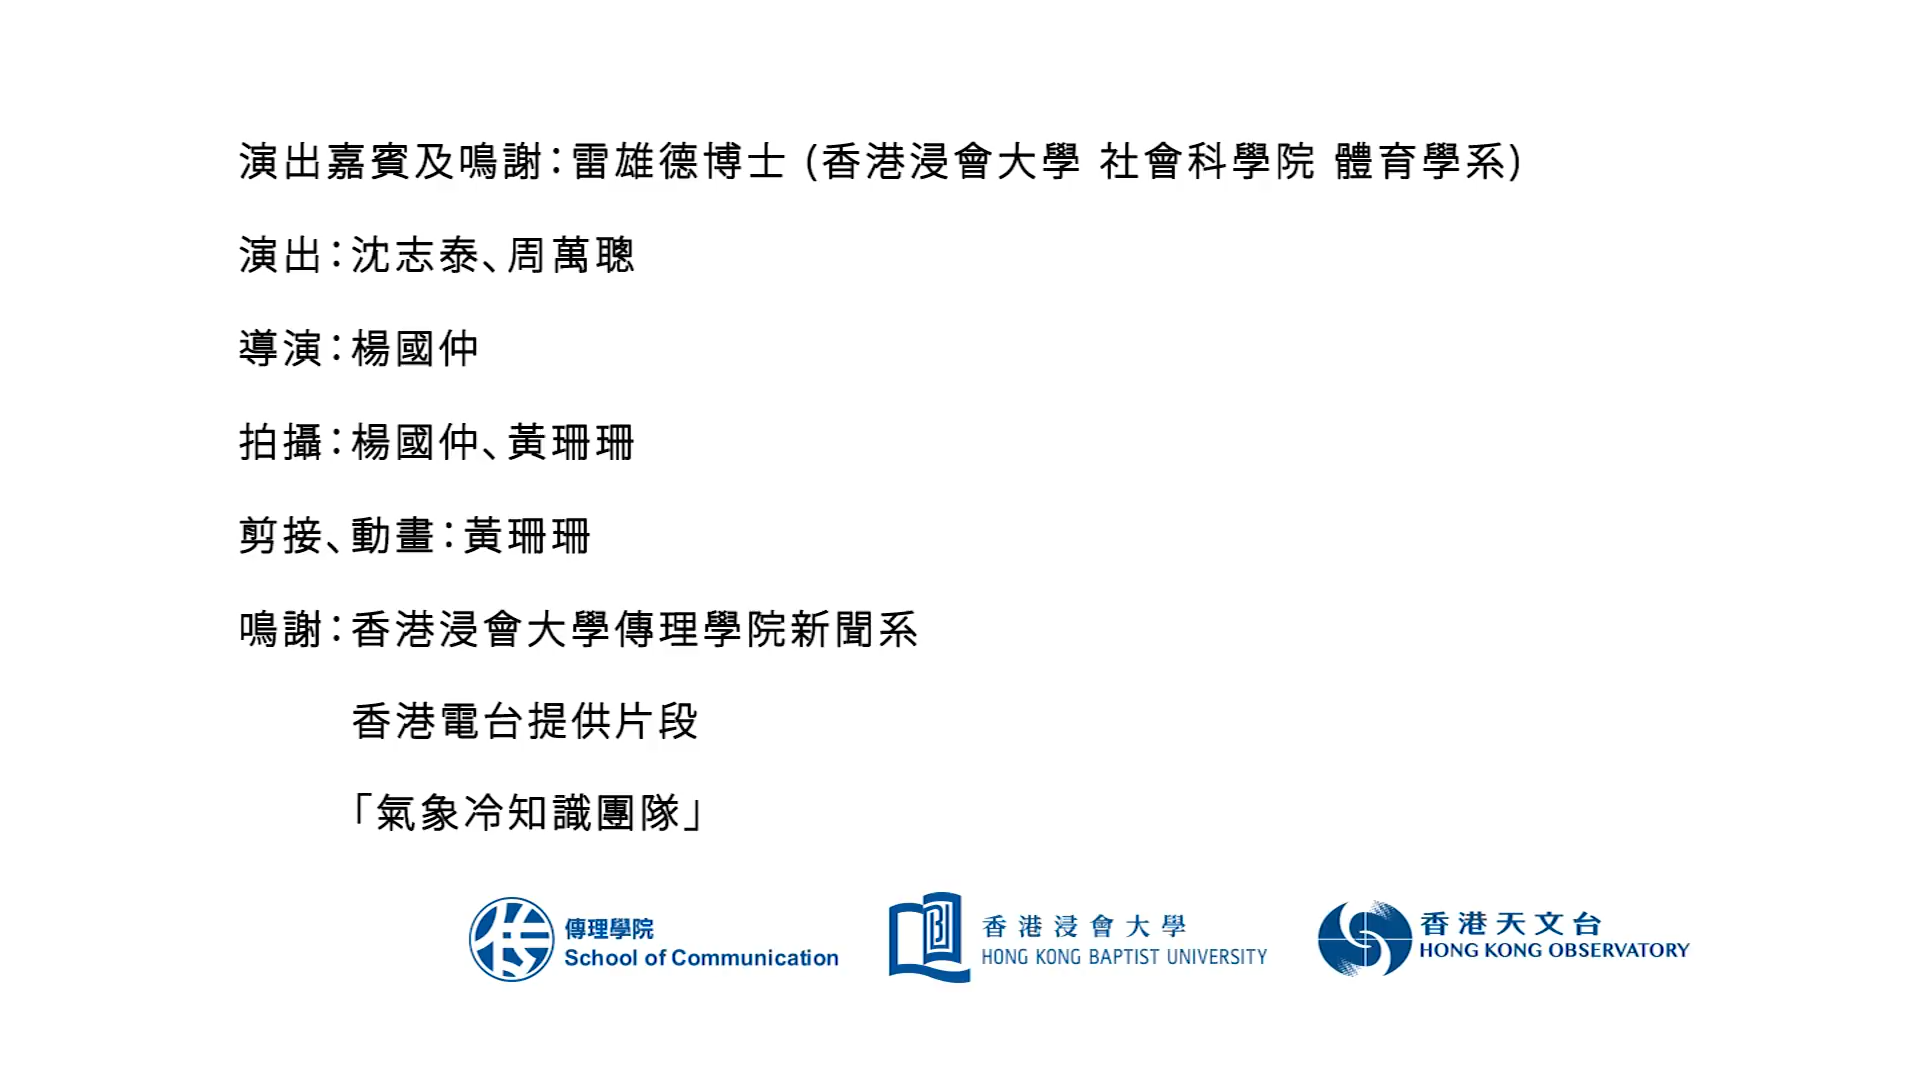 演出嘉賓及鳴謝：雷雄德博士 (香港浸會大學 社會科學院 體育學系)
演出：沈志泰、周萬聰
導演：楊國仲
拍攝：楊國仲、黃珊珊
剪接、動畫：黃珊珊
鳴謝：香港浸會大學傳理學院新聞系
香港電台提供片段
「氣象冷知識團隊」
傳理學院
School of Communication
香港浸會大學
HONG KONG BAPTIST UNIVERSITY
香港天文台
HONG KONG OBSERVATORY